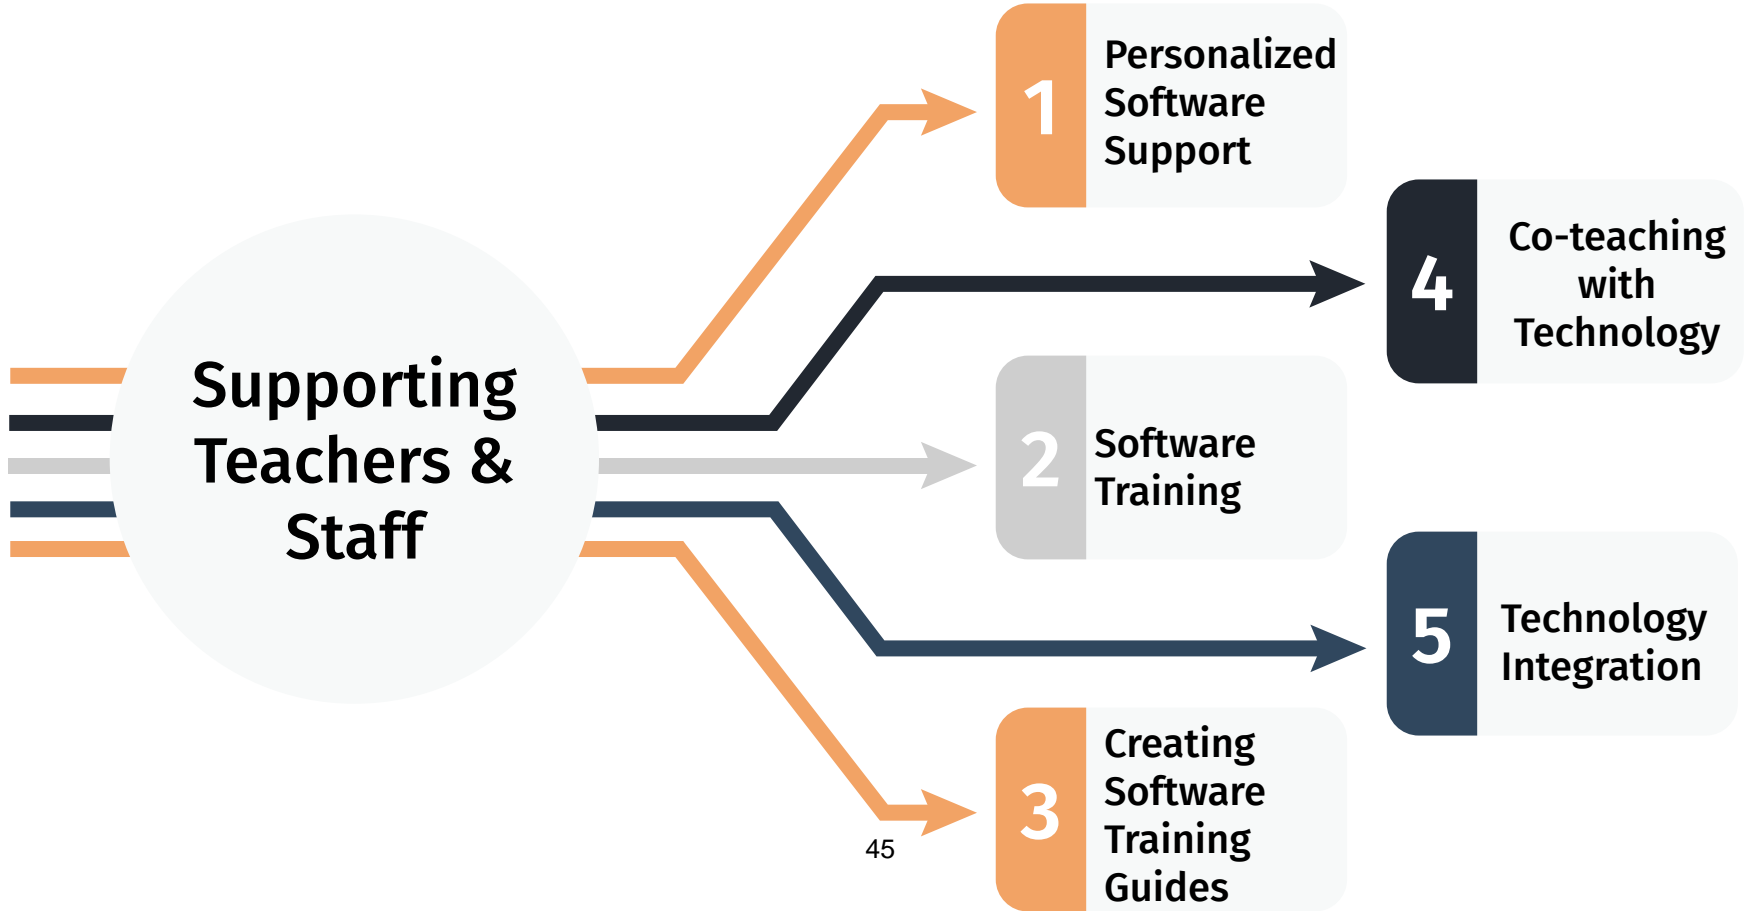 Supporting
Teachers &
Staff
1
Personalized
Software
Support
4
Co-teaching
with
Technology
2
Software
Training
5
Technology
Integration
3
Creating
Software
Training
Guides
45